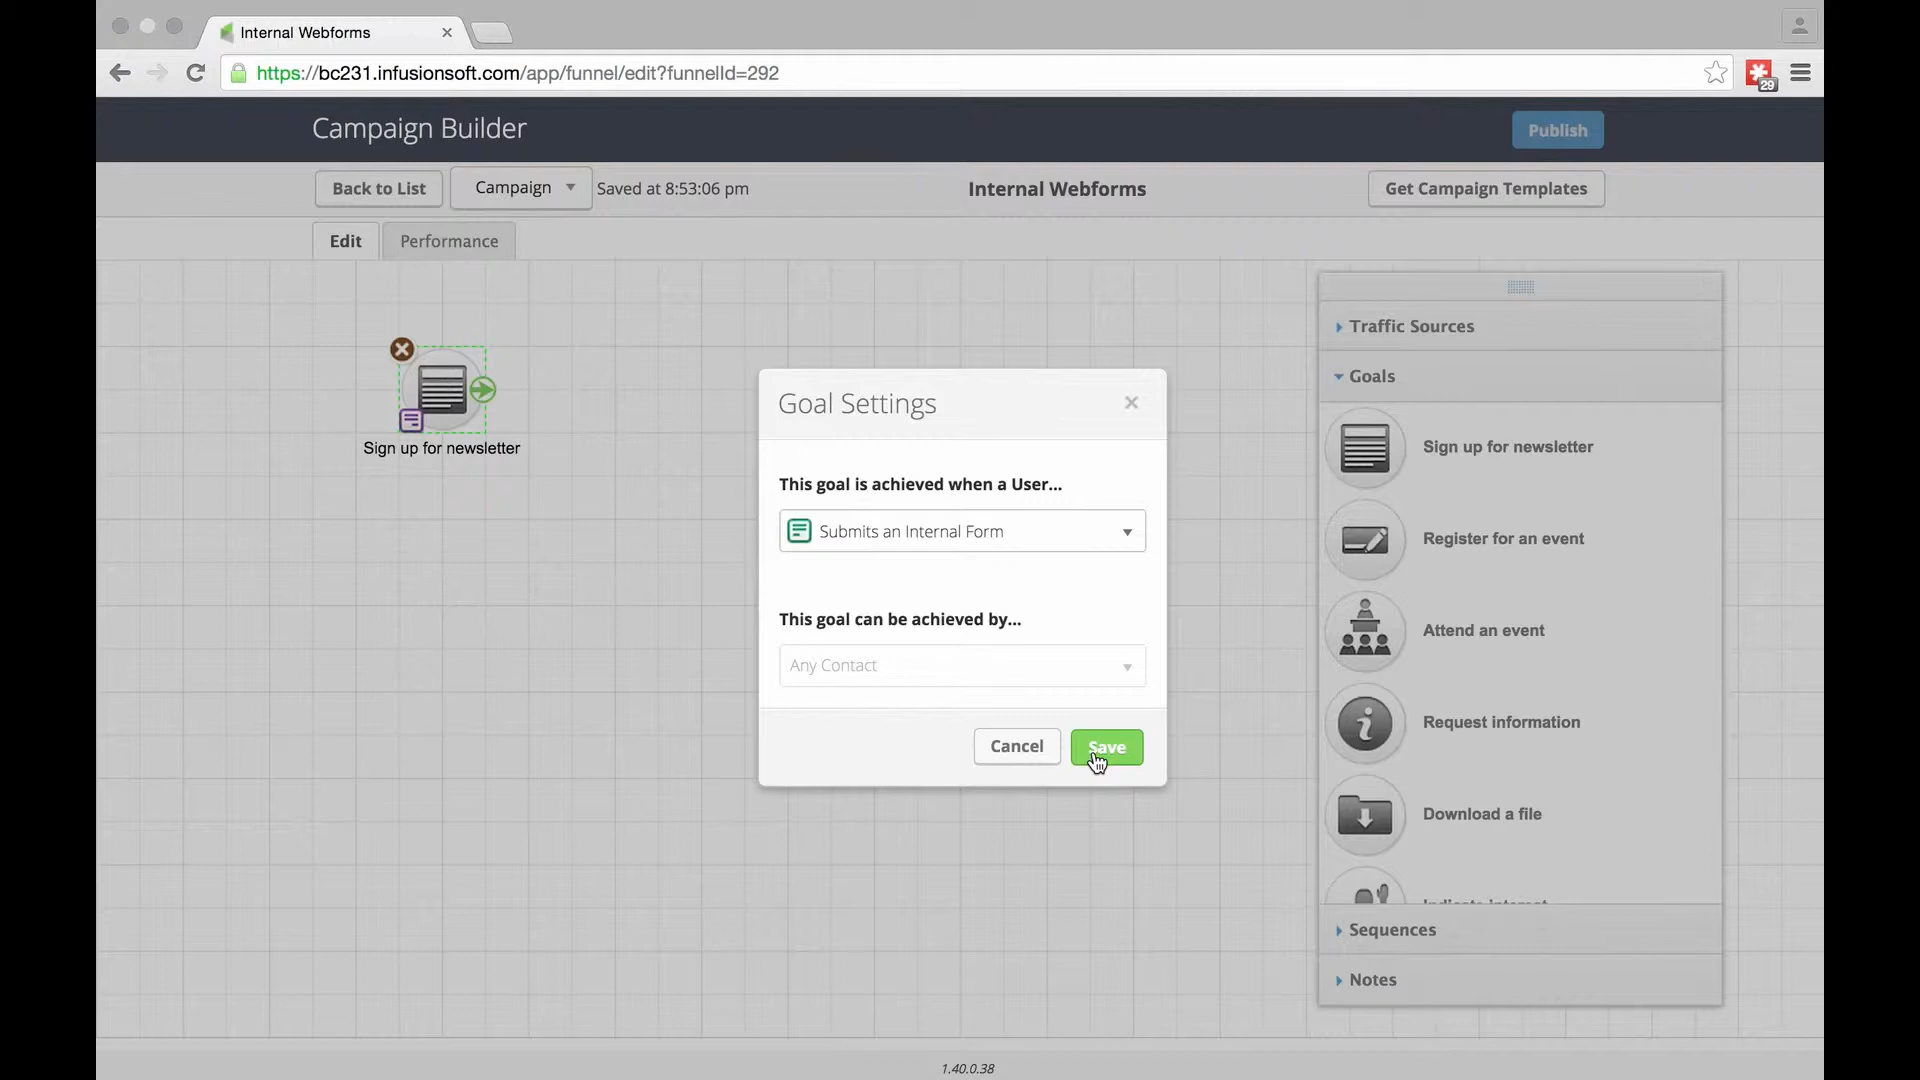 Internal Webforms
https://bc231.infusionsoft.com/app/funnel/edit?funnelId=292
29
Campaign Builder
Publish
Back to List
Campaign
Saved at 8:53:06 pm
Internal Webforms
Get Campaign Templates
Edit
Performance
Sign up for newsletter
Goal Settings
This goal is achieved when a User...
Submits an Internal Form
This goal can be achieved by...
Any Contact
Cancel
Save
Traffic Sources
Goals
Sign up for newsletter
Register for an event
Attend an event
Request information
Download a file
Indicate interest
Sequences
Notes
1.40.0.38